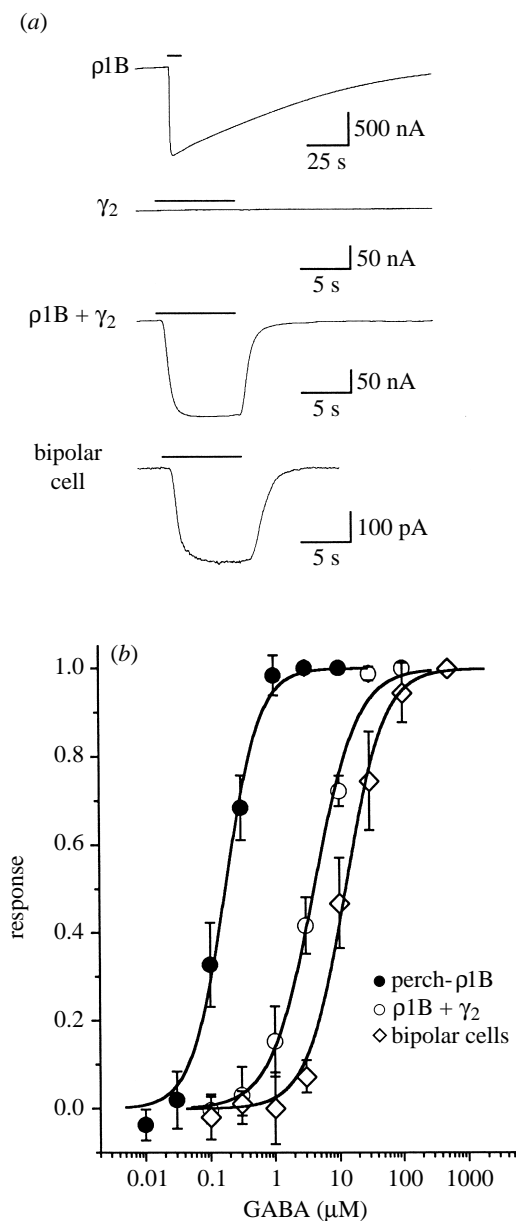 (a)
ρ1B
500 nA
25 s
γ₂
50 nA
5 s
ρ1B + γ₂
50 nA
5 s
bipolar
cell
100 pA
5 s
(b)
1.0
0.8
0.6
0.4
0.2
0.0
response
perch-ρ1B
ρ1B + γ₂
bipolar cells
0.01 0.1 1 10 100 1000
GABA (μM)